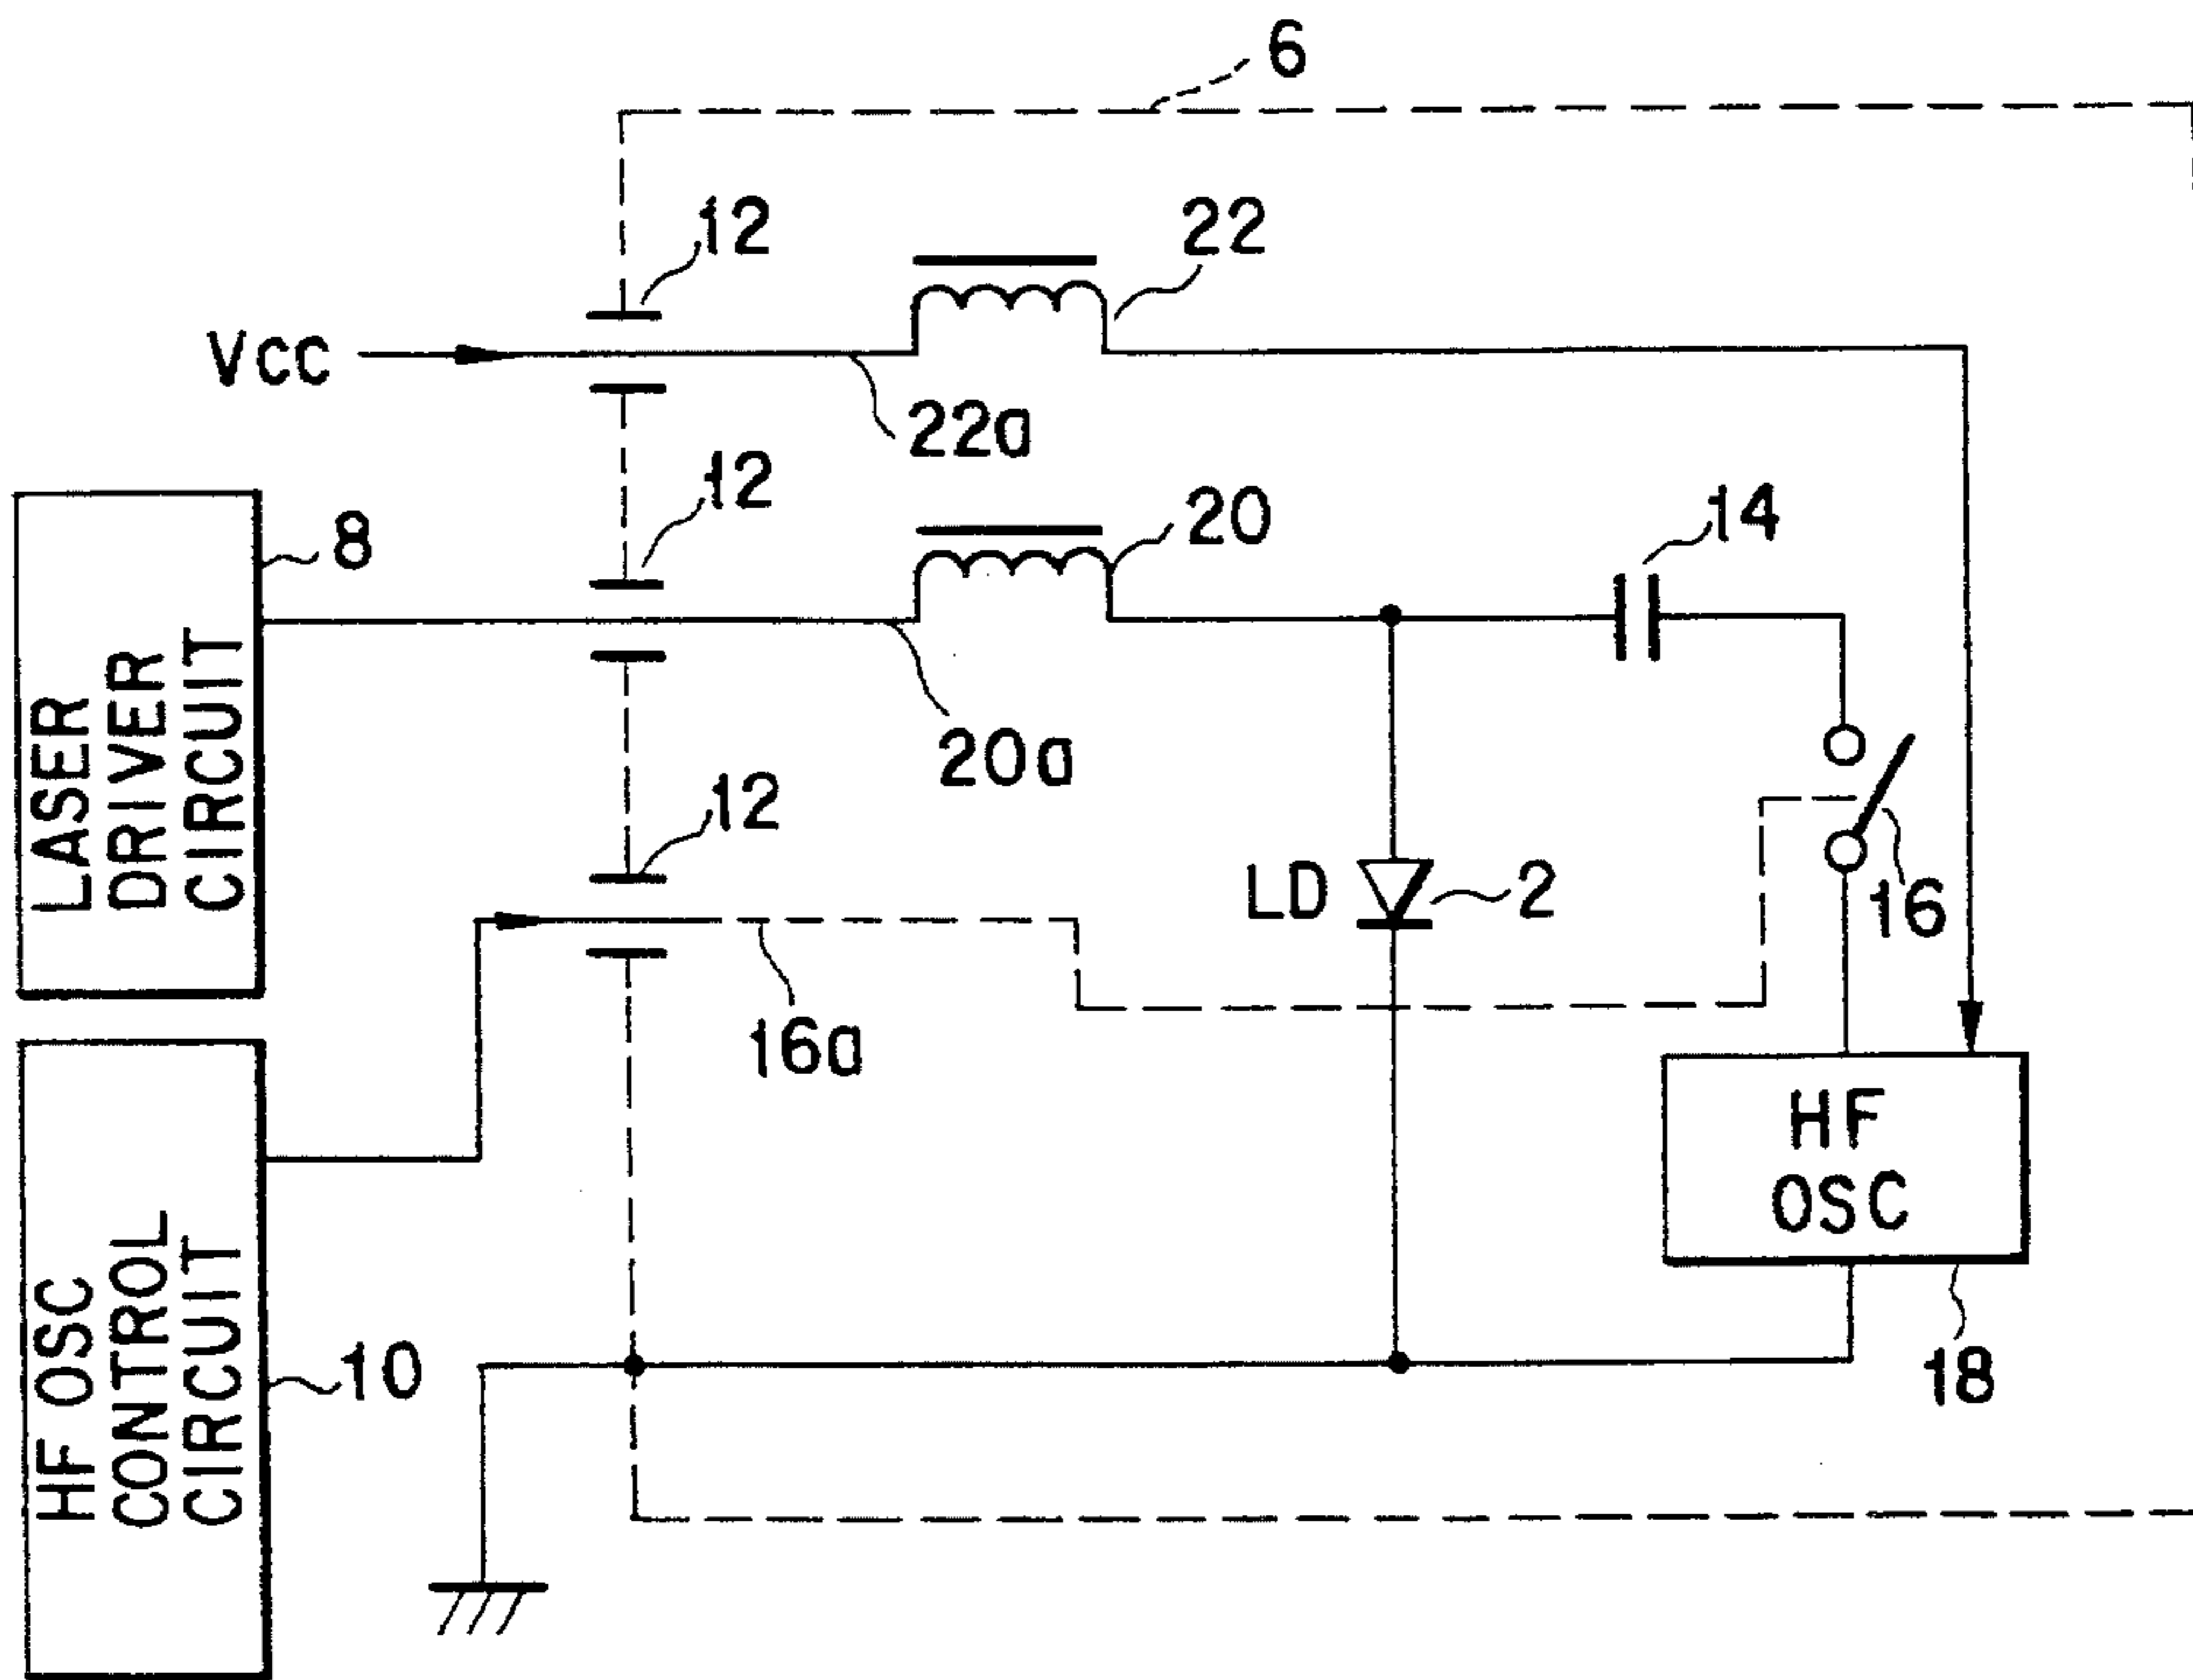 6
12
22
VCC
22a
12
20
14
8
LASER
DRIVER
CIRCUIT
20a
12
LD
2
16
16a
HF
OSC
HF OSC
CONTROL
CIRCUIT
10
18